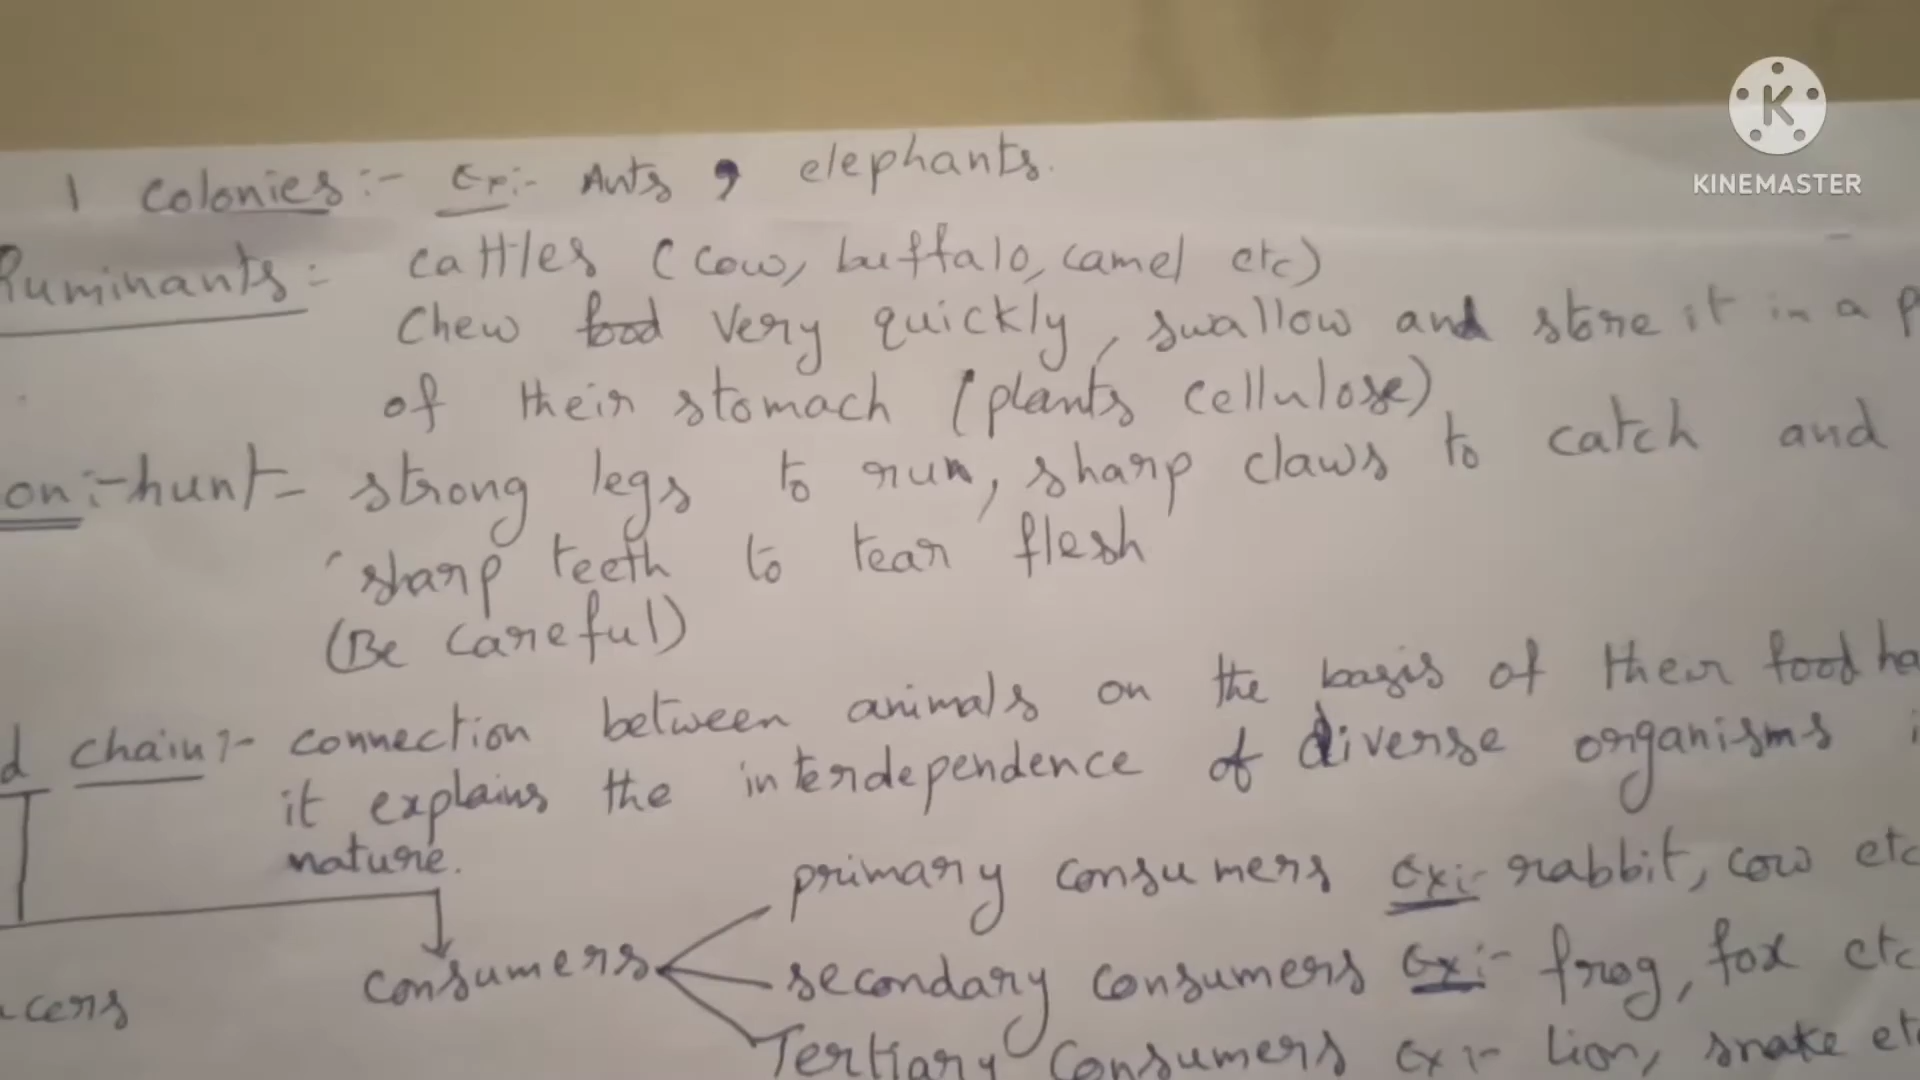 KINEMASTER
Colonies:- Ex:- Ants, elephants.
Ruminants:- cattles (cow, buffalo, camel etc)
Chew food very quickly, swallow and store it in a
of their stomach (plants cellulose)
on:-hunt- strong legs to run, sharp claws to catch and
sharp teeth to tear flesh
(Be careful)
d chain:- connection between animals on the basis of their food ha
it explains the interdependence of diverse organisms i
nature.
primary consumers Ex:- rabbit, cow etc
consumers
secondary consumers Ex:- frog, fox etc
cers
Tertiary consumers Ex:- Lion, snake etc